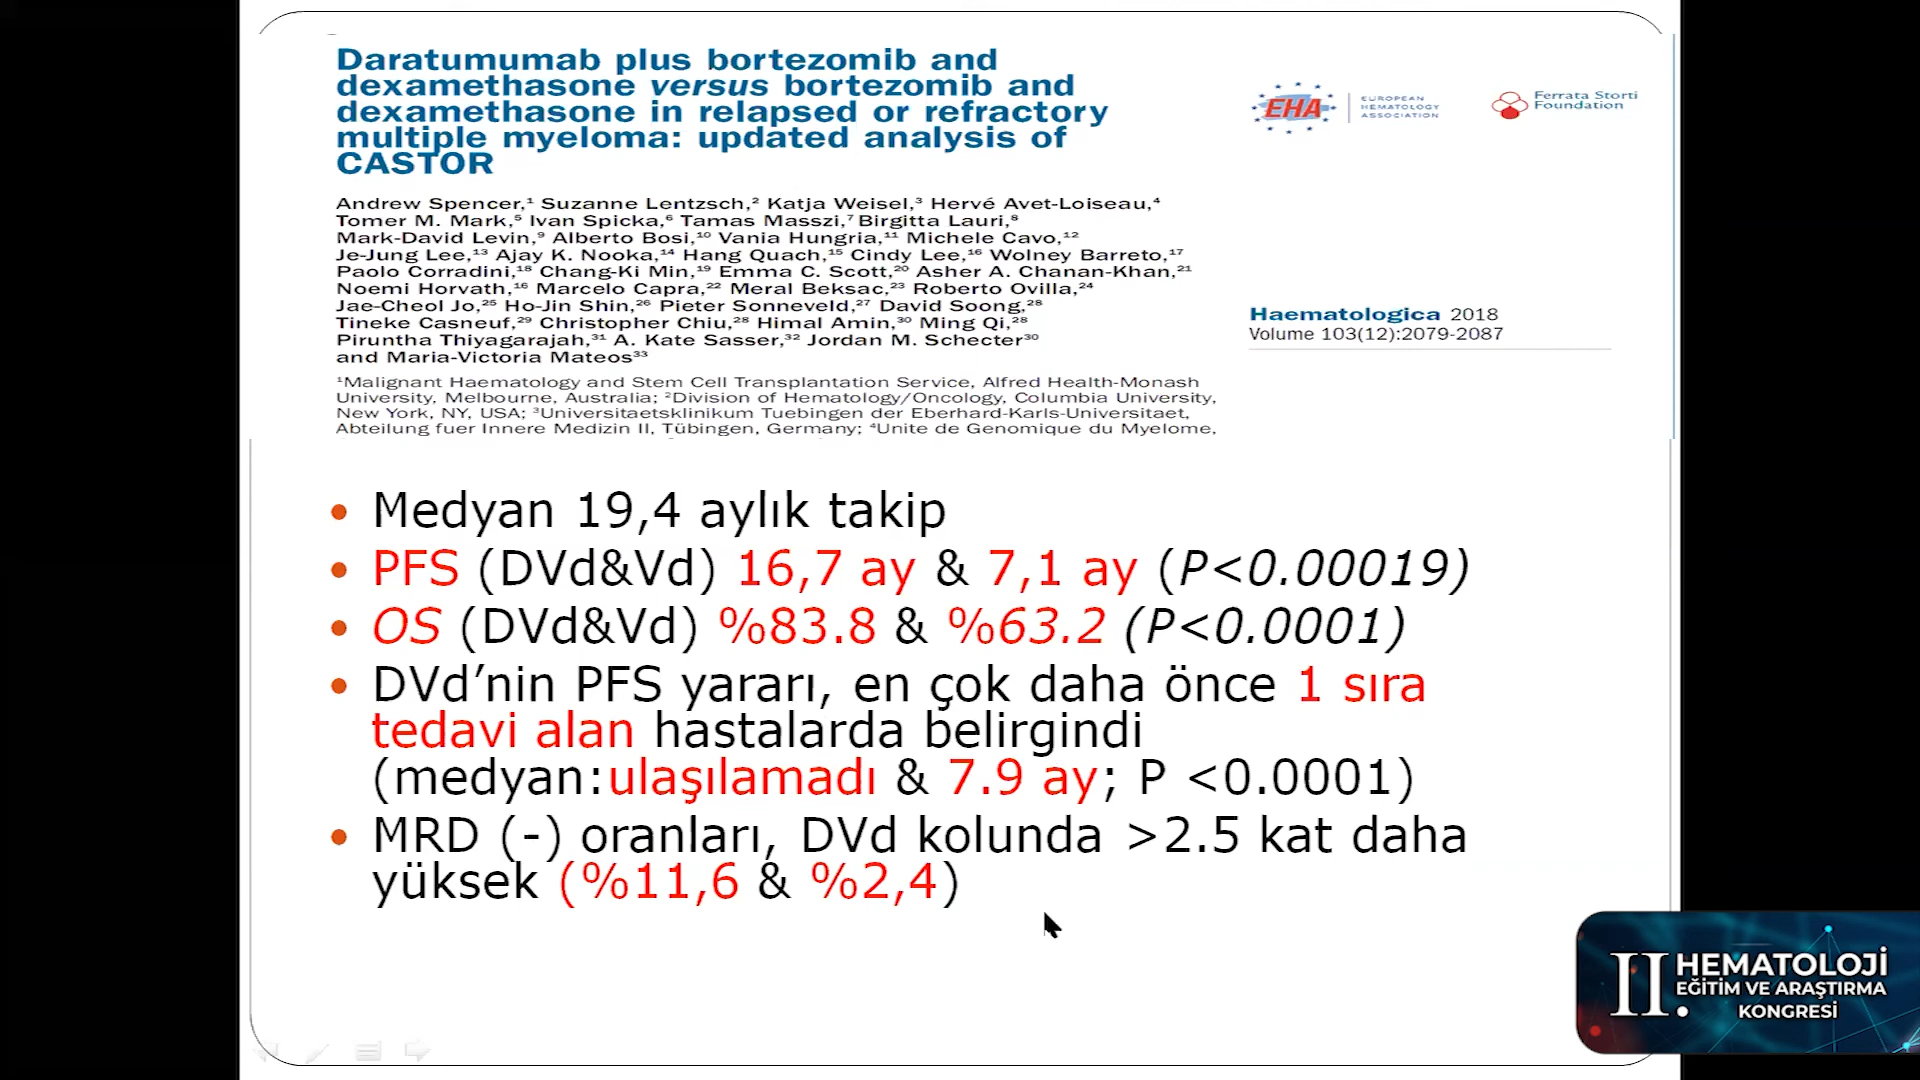 Daratumumab plus bortezomib and
dexamethasone versus bortezomib and
dexamethasone in relapsed or refractory
multiple myeloma: updated analysis of
CASTOR
EHA EUROPEAN
HEMATOLOGY
ASSOCIATION
Ferrata Storti
Foundation
Andrew Spencer,¹ Suzanne Lentzsch,² Katja Weisel,³ Hervé Avet-Loiseau,⁴
Tomer M. Mark,⁵ Ivan Spicka,⁶ Tamas Masszi,⁷ Birgitta Lauri,⁸
Mark-David Levin,⁹ Alberto Bosi,¹⁰ Vania Hungria,¹¹ Michele Cavo,¹²
Je-Jung Lee,¹³ Ajay K. Nooka,¹⁴ Hang Quach,¹⁵ Cindy Lee,¹⁶ Wolney Barreto,¹⁷
Paolo Corradini,¹⁸ Chang-Ki Min,¹⁹ Emma C. Scott,²⁰ Asher A. Chanan-Khan,²¹
Noemi Horvath,¹⁶ Marcelo Capra,²² Meral Beksac,²³ Roberto Ovilla,²⁴
Jae-Cheol Jo,²⁵ Ho-Jin Shin,²⁶ Pieter Sonneveld,²⁷ David Soong,²⁸
Tineke Casneuf,²⁹ Christopher Chiu,²⁸ Himal Amin,³⁰ Ming Qi,²⁸
Piruntha Thiyagarajah,³¹ A. Kate Sasser,³² Jordan M. Schecter³⁰
and Maria-Victoria Mateos³³
Haematologica 2018
Volume 103(12):2079-2087
¹Malignant Haematology and Stem Cell Transplantation Service, Alfred Health-Monash
University, Melbourne, Australia; ²Division of Hematology/Oncology, Columbia University,
New York, NY, USA; ³Universitaetsklinikum Tuebingen der Eberhard-Karls-Universitaet,
Abteilung fuer Innere Medizin II, Tübingen, Germany; ⁴Unite de Genomique du Myelome,
• Medyan 19,4 aylık takip
• PFS (DVd&Vd) 16,7 ay & 7,1 ay (P<0.00019)
• OS (DVd&Vd) %83.8 & %63.2 (P<0.0001)
• DVd’nin PFS yararı, en çok daha önce 1 sıra
tedavi alan hastalarda belirgindi
(medyan:ulaşılamadı & 7.9 ay; P <0.0001)
• MRD (-) oranları, DVd kolunda >2.5 kat daha
yüksek (%11,6 & %2,4)
II. HEMATOLOJİ
EĞİTİM VE ARAŞTIRMA
KONGRESİ